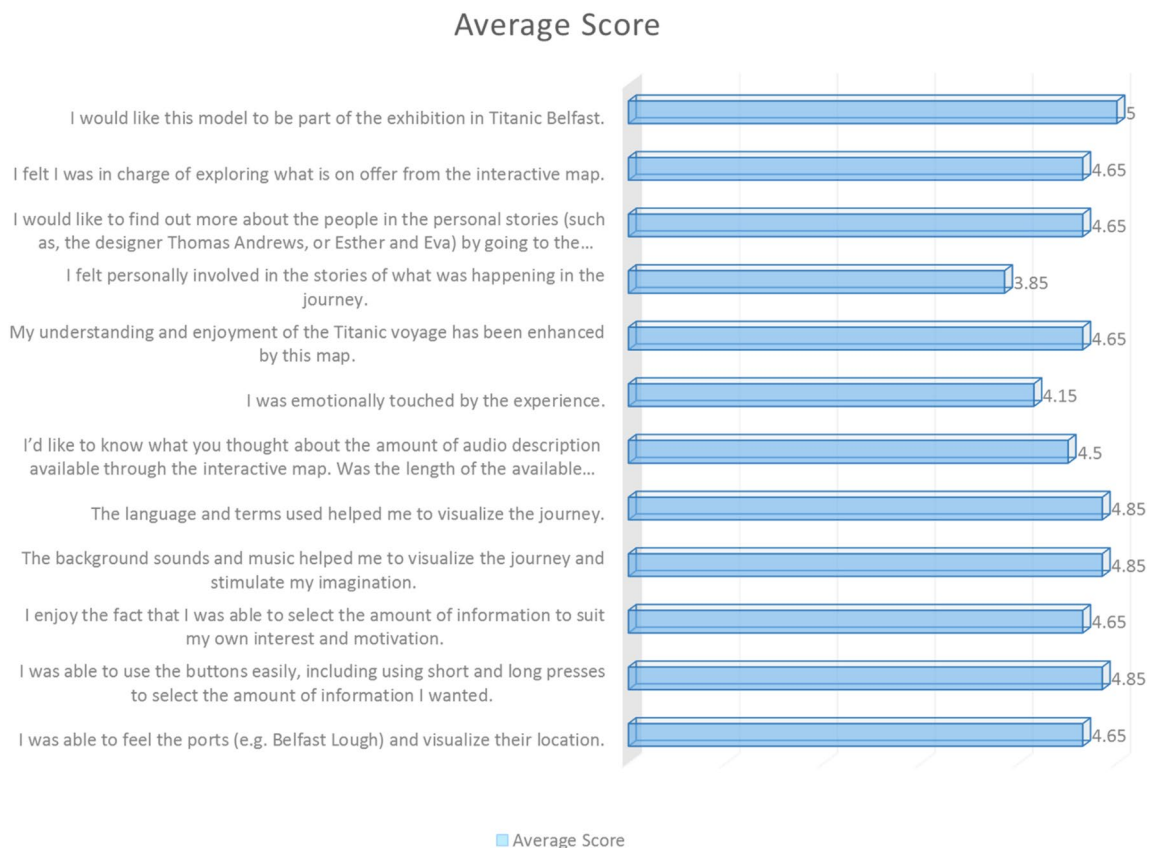 Average Score
I would like this model to be part of the exhibition in Titanic Belfast.
5
I felt I was in charge of exploring what is on offer from the interactive map.
4.65
I would like to find out more about the people in the personal stories (such
as, the designer Thomas Andrews, or Esther and Eva) by going to the...
4.65
I felt personally involved in the stories of what was happening in the
journey.
3.85
My understanding and enjoyment of the Titanic voyage has been enhanced
by this map.
4.65
I was emotionally touched by the experience.
4.15
I’d like to know what you thought about the amount of audio description
available through the interactive map. Was the length of the available...
4.5
The language and terms used helped me to visualize the journey.
4.85
The background sounds and music helped me to visualize the journey and
stimulate my imagination.
4.85
I enjoy the fact that I was able to select the amount of information to suit
my own interest and motivation.
4.65
I was able to use the buttons easily, including using short and long presses
to select the amount of information I wanted.
4.85
I was able to feel the ports (e.g. Belfast Lough) and visualize their location.
4.65
Average Score